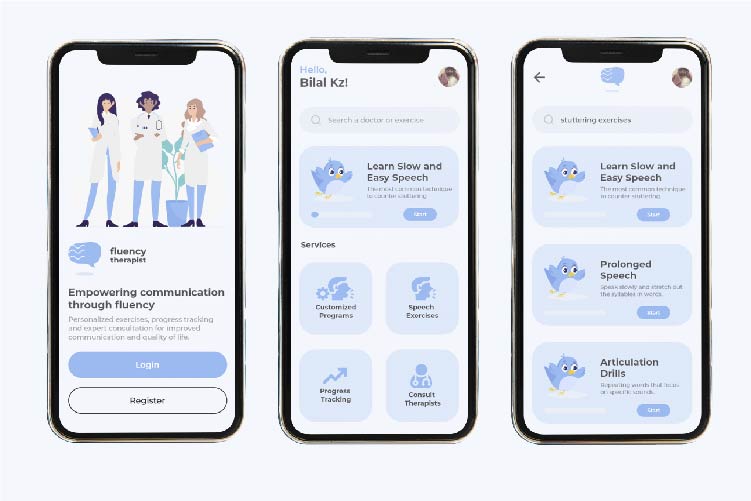 fluency
therapist
Empowering communication
through fluency
Personalized exercises, progress tracking
and expert consultation for improved
communication and quality of life.
Login
Register
Hello,
Bilal Kz!
Search a doctor or exercise
Learn Slow and
Easy Speech
The most common technique
to counter stuttering
Start
Services
Customized
Programs
Speech
Exercises
Progress
Tracking
Consult
Therapists
stuttering exercises
Learn Slow and
Easy Speech
The most common technique
to counter stuttering
Start
Prolonged
Speech
Speak slowly and stretch out
the syllables in words.
Start
Articulation
Drills
Repeating words that focus
on specific sounds.
Start